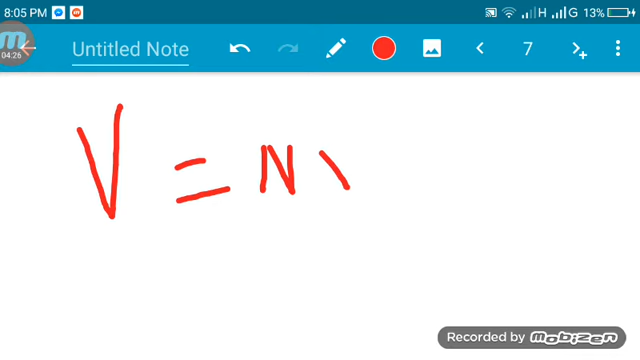 8:05 PM H G 13%
m 04:26 Untitled Note 7
V = N \
Recorded by mobizen